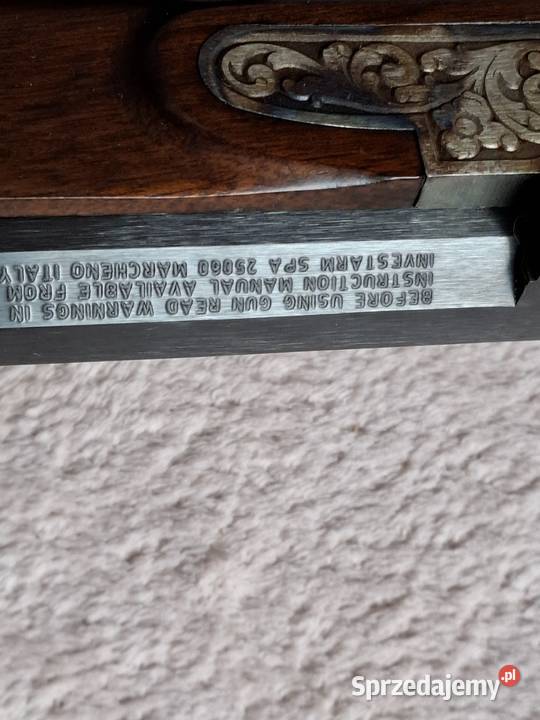 BEFORE USING GUN READ WARNINGS IN
INSTRUCTION MANUAL AVAILABLE FROM
INVESTARM SPA 25060 MARCHENO ITALY
Sprzedajemy.pl